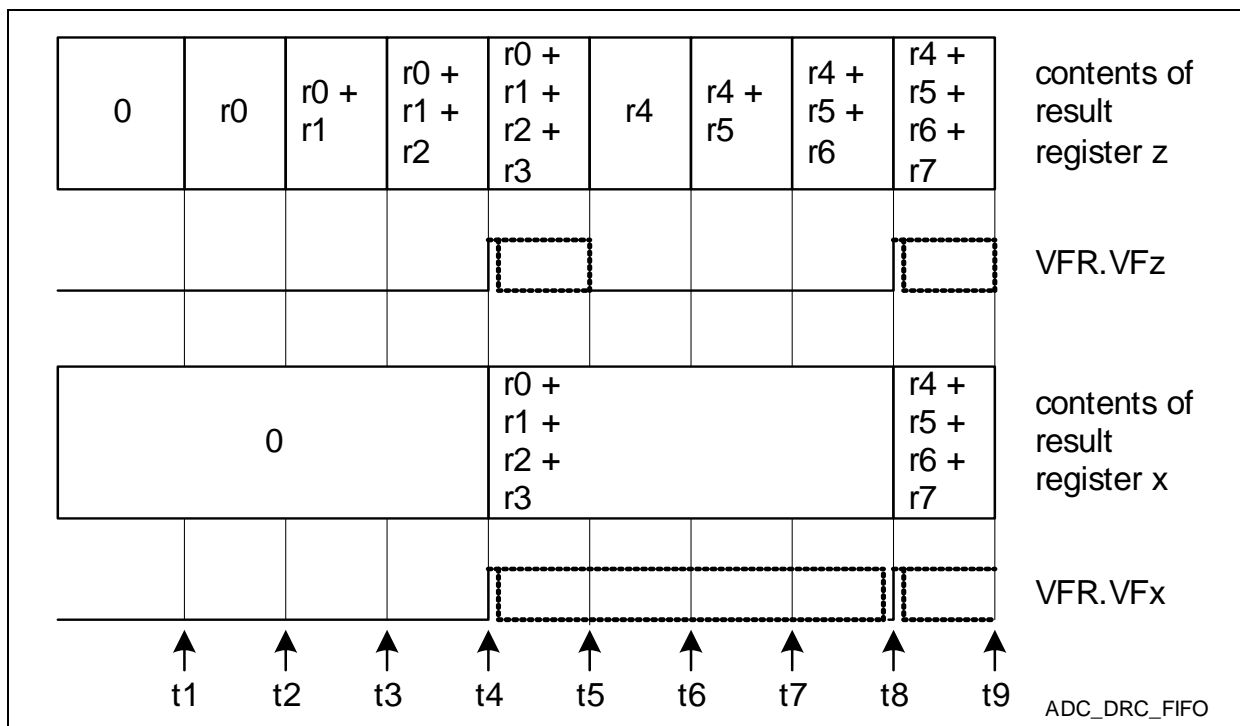 0
r0
r0 +
r1
r0 +
r1 +
r2
r0 +
r1 +
r2 +
r3
r4
r4 +
r5
r4 +
r5 +
r6
r4 +
r5 +
r6 +
r7
contents of
result
register z
VFR.VFz
0
r0 +
r1 +
r2 +
r3
r4 +
r5 +
r6 +
r7
contents of
result
register x
VFR.VFx
t1
t2
t3
t4
t5
t6
t7
t8
t9
ADC_DRC_FIFO